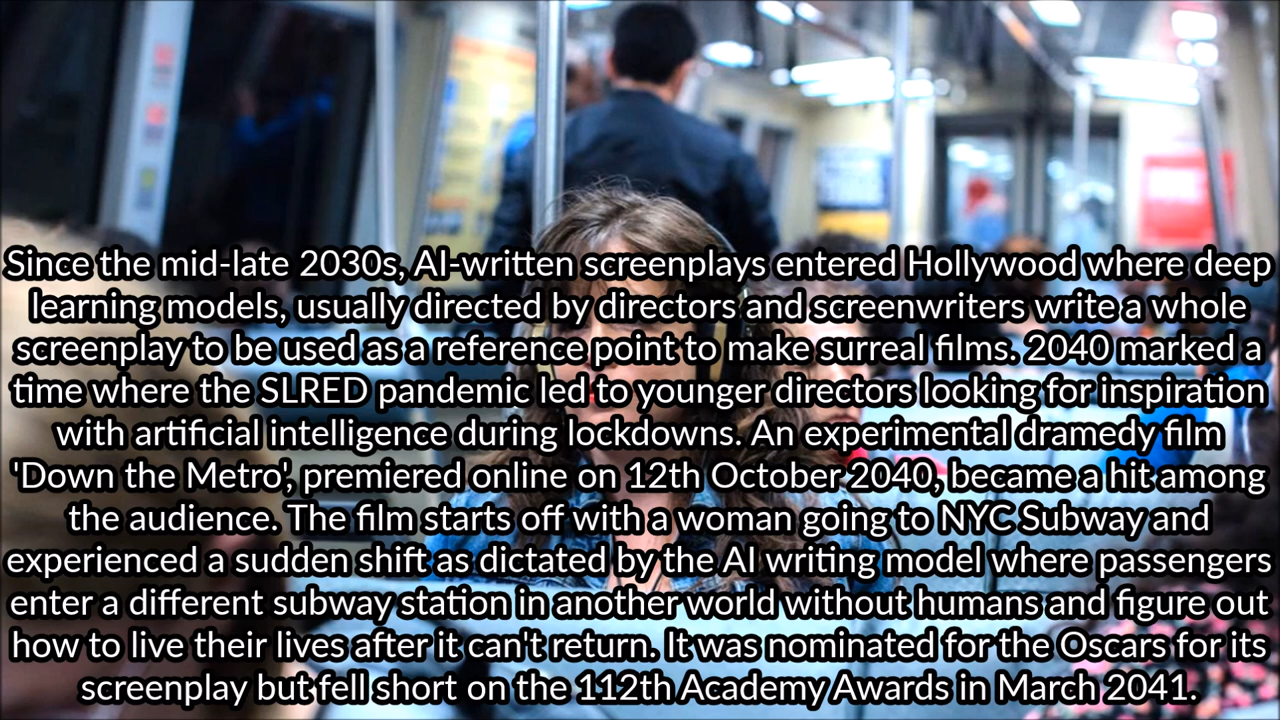 Since the mid-late 2030s, AI-written screenplays entered Hollywood where deep
learning models, usually directed by directors and screenwriters write a whole
screenplay to be used as a reference point to make surreal films. 2040 marked a
time where the SLRED pandemic led to younger directors looking for inspiration
with artificial intelligence during lockdowns. An experimental dramedy film
'Down the Metro', premiered online on 12th October 2040, became a hit among
the audience. The film starts off with a woman going to NYC Subway and
experienced a sudden shift as dictated by the AI writing model where passengers
enter a different subway station in another world without humans and figure out
how to live their lives after it can't return. It was nominated for the Oscars for its
screenplay but fell short on the 112th Academy Awards in March 2041.